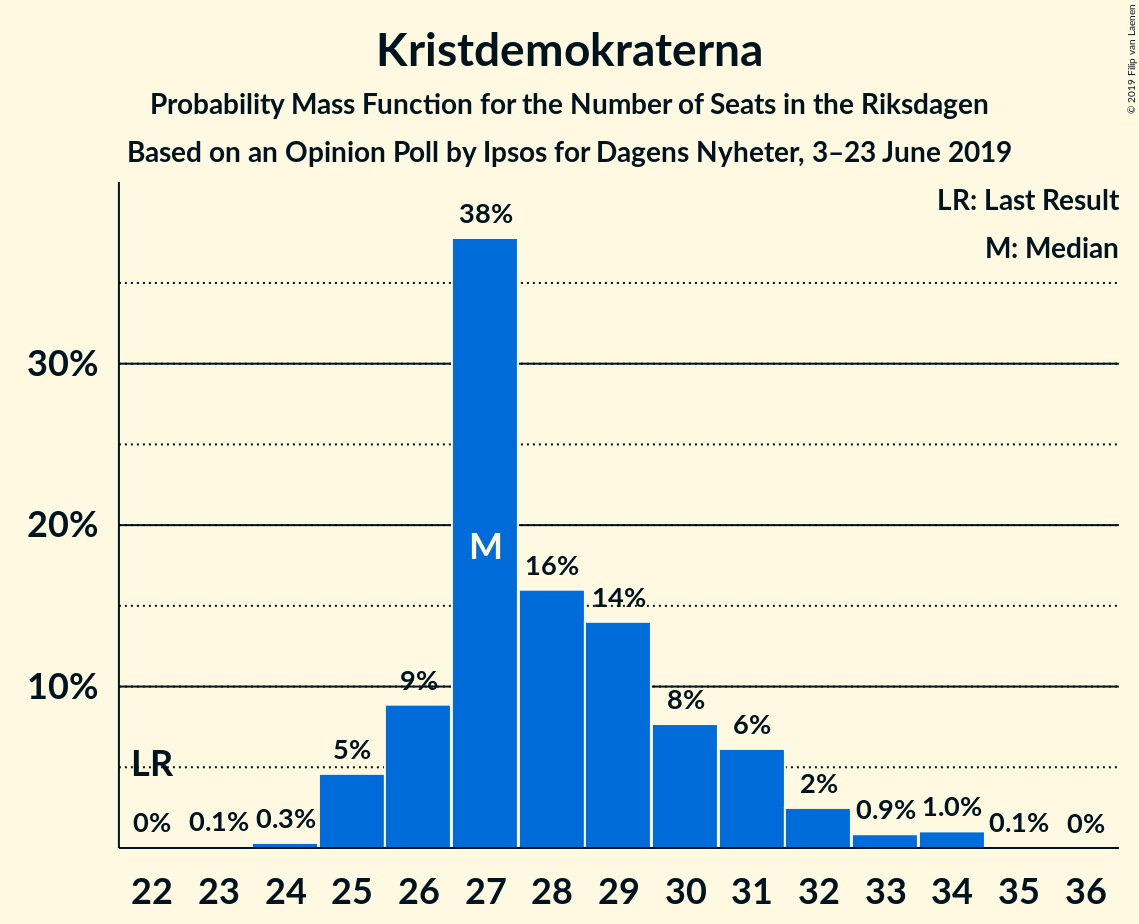 Kristdemokraterna
Probability Mass Function for the Number of Seats in the Riksdagen
Based on an Opinion Poll by Ipsos for Dagens Nyheter, 3–23 June 2019
© 2019 Filip van Laenen
LR: Last Result
M: Median
38%
30%
20%
M
16%
14%
10%
9%
8%
6%
5%
LR
2%
0% 0.1% 0.3% 0.9% 1.0% 0.1% 0%
22 23 24 25 26 27 28 29 30 31 32 33 34 35 36